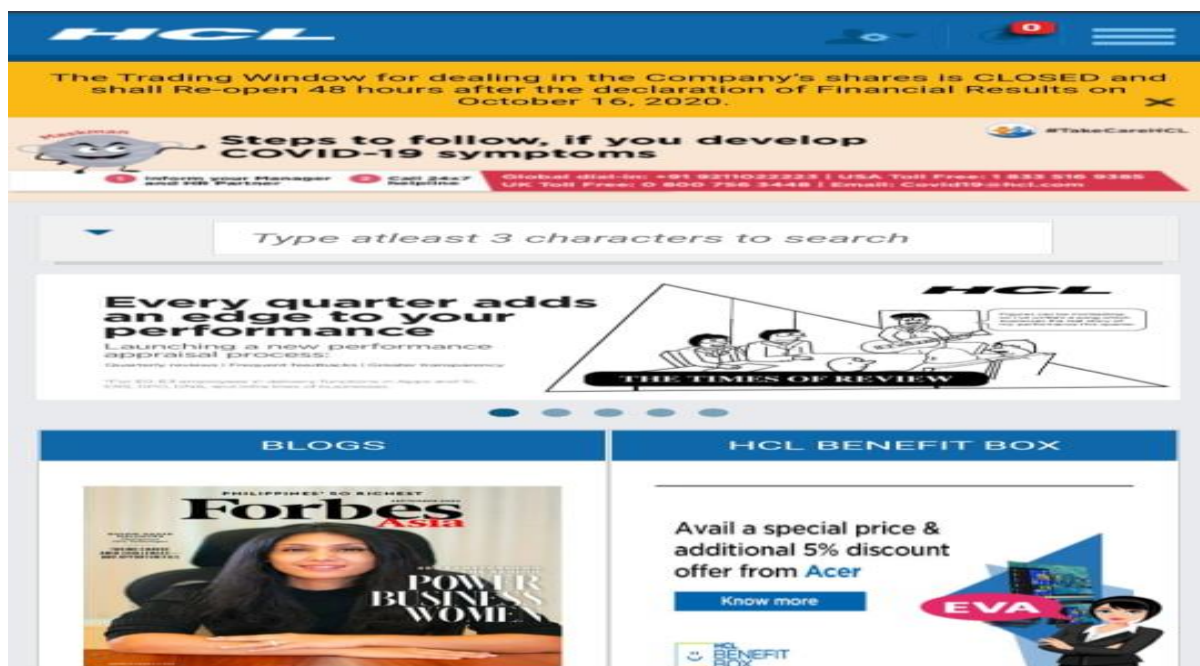 HCL
0
The Trading Window for dealing in the Company's shares is CLOSED and
shall Re-open 48 hours after the declaration of Financial Results on
October 16, 2020.
Maskman
Steps to follow, if you develop
COVID-19 symptoms
#TakeCareHCL
1 Inform your Manager
and HR Partner
2 Call 24x7
helpline
Global dial-in: +91 9211022223 | USA Toll Free: 1 833 516 9385
UK Toll Free: 0 800 756 3448 | Email: Covid19@hcl.com
Type atleast 3 characters to search
Every quarter adds
an edge to your
performance
Launching a new performance
appraisal process:
Quarterly reviews | Frequent feedbacks | Greater transparency
HCL
THE TIMES OF REVIEW
BLOGS
HCL BENEFIT BOX
PHILIPPINES' 50 RICHEST
Forbes
Asia
POWER
BUSINESS
WOMEN
Avail a special price &
additional 5% discount
offer from Acer
Know more
EVA
HCL
BENEFIT
BOX